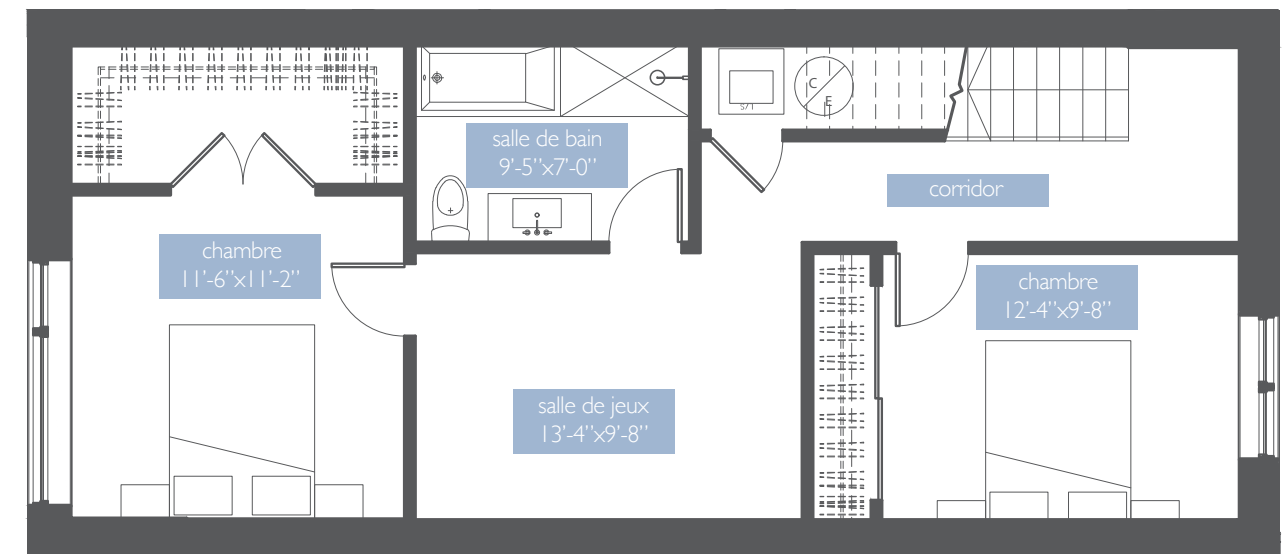 salle de bain
9'-5''x7'-0''
C
E
L/S
corridor
chambre
11'-6''x11'-2''
chambre
12'-4''x9'-8''
salle de jeux
13'-4''x9'-8''